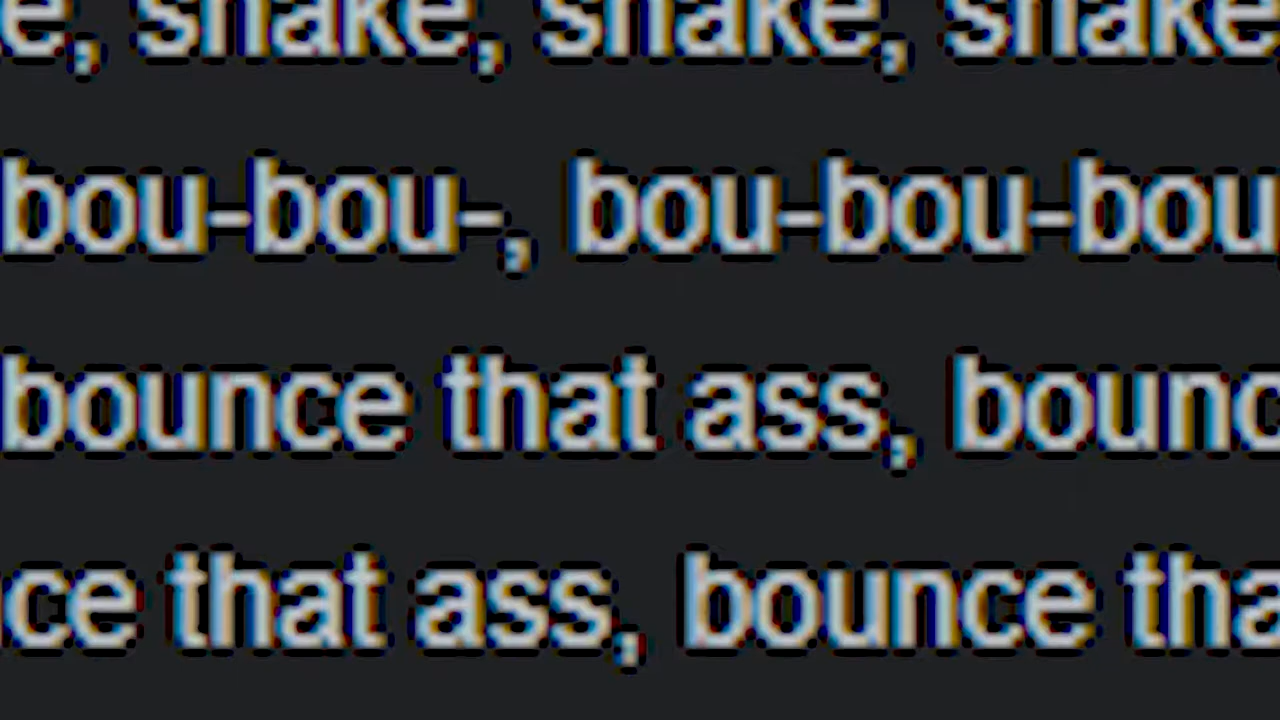 e, shake, shake, shake
bou-bou-, bou-bou-bou
bounce that ass, bounc
ce that ass, bounce tha